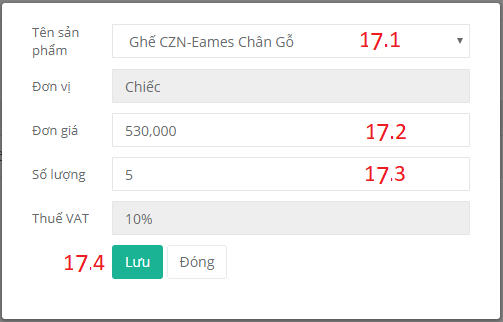 Tên sản phẩm
Ghế CZN-Eames Chân Gỗ 17.1
Đơn vị
Chiếc
Đơn giá
530,000 17.2
Số lượng
5 17.3
Thuế VAT
10%
17.4 Lưu Đóng